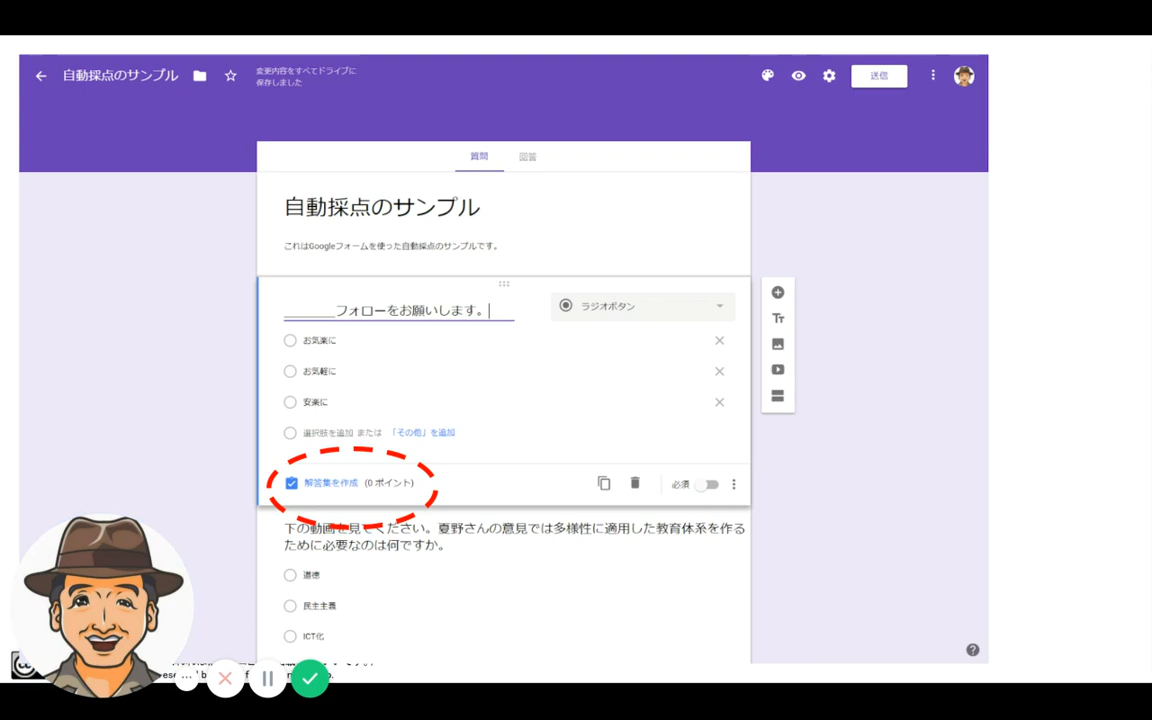 自動採点のサンプル
変更内容をすべてドライブに
保存しました
送信
質問 回答
自動採点のサンプル
これはGoogleフォームを使った自動採点のサンプルです。
________フォローをお願いします。
ラジオボタン
お気楽に
お気軽に
安楽に
選択肢を追加 または 「その他」を追加
解答集を作成 (0 ポイント)
必須
下の動画を見てください。夏野さんの意見では多様性に適用した教育体系を作る
ために必要なのは何ですか。
道徳
民主主義
ICT化